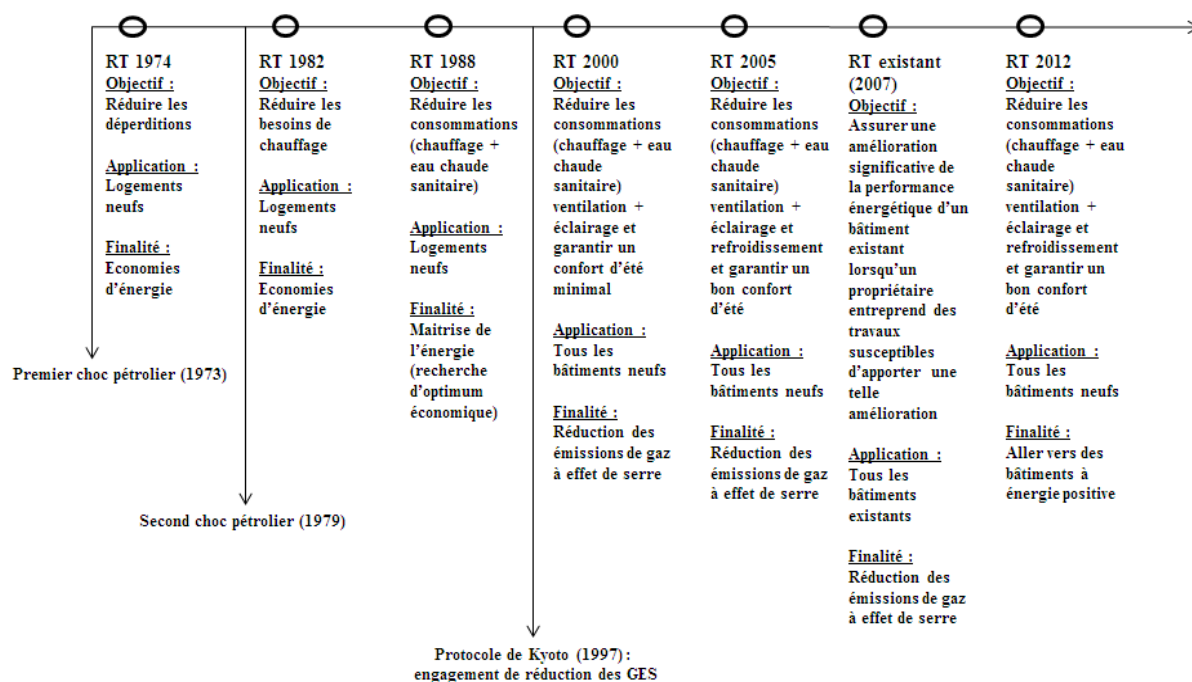 RT 1974
Objectif :
Réduire les
déperditions
Application :
Logements
neufs
Finalité :
Economies
d'énergie
RT 1982
Objectif :
Réduire les
besoins de
chauffage
Application :
Logements
neufs
Finalité :
Economies
d'énergie
RT 1988
Objectif :
Réduire les
consommations
(chauffage +
eau chaude
sanitaire)
Application :
Logements
neufs
Finalité :
Maitrise de
l'énergie
(recherche
d'optimum
économique)
RT 2000
Objectif :
Réduire les
consommations
(chauffage + eau
chaude
sanitaire)
ventilation +
éclairage et
garantir un
confort d'été
minimal
Application :
Tous les
bâtiments neufs
Finalité :
Réduction des
émissions de gaz
à effet de serre
RT 2005
Objectif :
Réduire les
consommations
(chauffage + eau
chaude
sanitaire)
ventilation +
éclairage et
refroidissement
et garantir un
bon confort
d'été
Application :
Tous les
bâtiments neufs
Finalité :
Réduction des
émissions de gaz
à effet de serre
RT existant
(2007)
Objectif :
Assurer une
amélioration
significative de
la performance
énergétique d'un
bâtiment
existant
lorsqu'un
propriétaire
entreprend des
travaux
susceptibles
d'apporter une
telle
amélioration
Application :
Tous les
bâtiments
existants
Finalité :
Réduction des
émissions de gaz
à effet de serre
RT 2012
Objectif :
Réduire les
consommations
(chauffage + eau
chaude
sanitaire)
ventilation +
éclairage et
refroidissement
et garantir un
bon confort
d'été
Application :
Tous les
bâtiments neufs
Finalité :
Aller vers des
bâtiments à
énergie positive
Premier choc pétrolier (1973)
Second choc pétrolier (1979)
Protocole de Kyoto (1997) :
engagement de réduction des GES